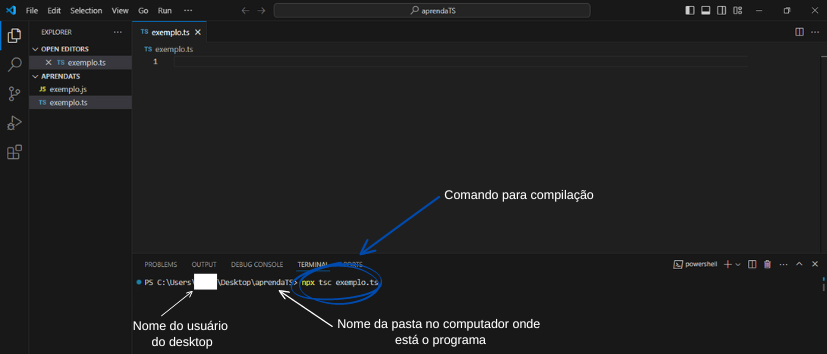 File Edit Selection View Go Run ··· aprendaTS
EXPLORER ···
OPEN EDITORS
TS exemplo.ts
APRENDATS
JS exemplo.js
TS exemplo.ts
TS exemplo.ts
TS exemplo.ts
1
Comando para compilação
PROBLEMS OUTPUT DEBUG CONSOLE TERMINAL PORTS powershell
PS C:\Users\ \Desktop\aprendaTS> npx tsc exemplo.ts
Nome do usuário
do desktop
Nome da pasta no computador onde
está o programa